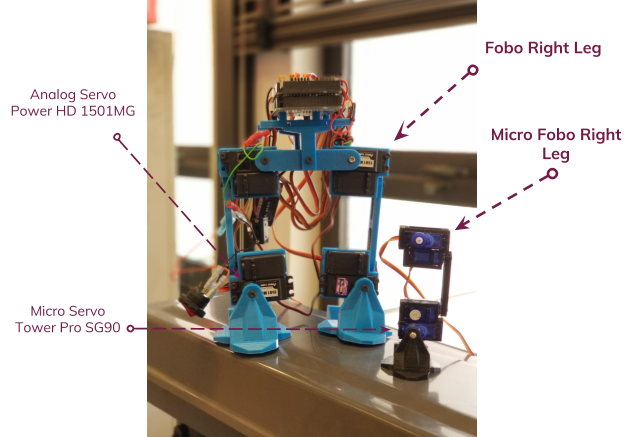 Fobo Right Leg
Analog Servo
Power HD 1501MG
Micro Fobo Right
Leg
Micro Servo
Tower Pro SG90